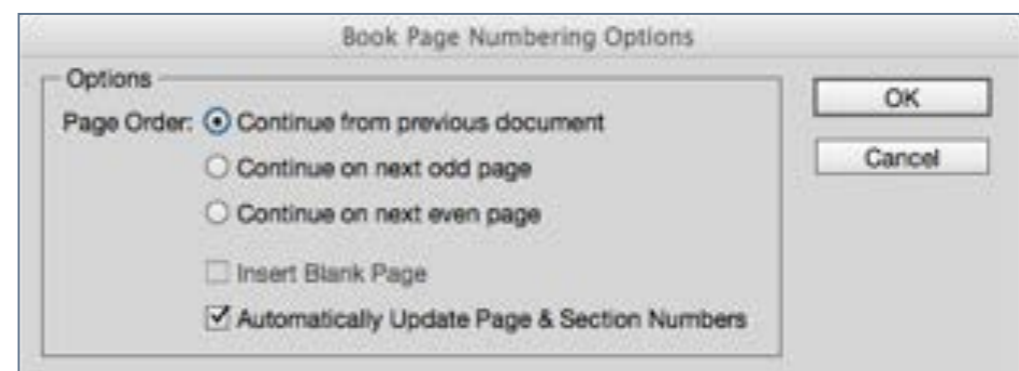 Book Page Numbering Options
Options
Page Order: Continue from previous document
Continue on next odd page
Continue on next even page
Insert Blank Page
Automatically Update Page & Section Numbers
OK
Cancel